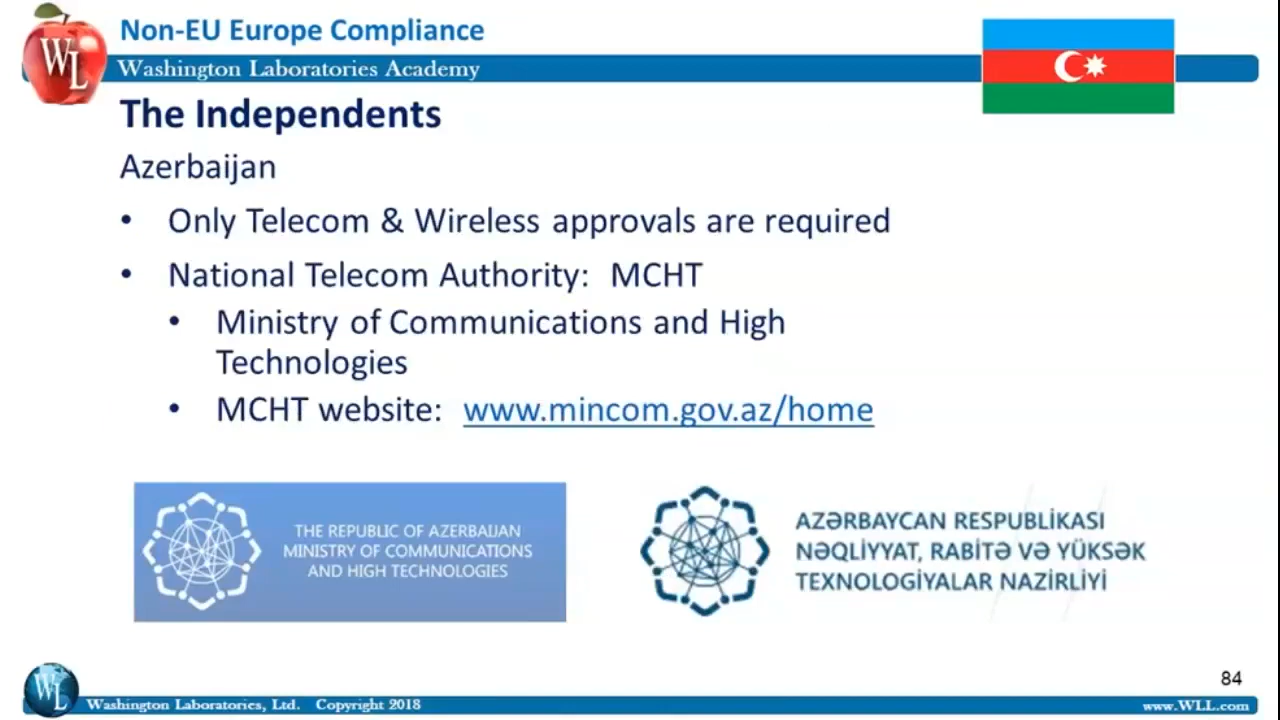 Non-EU Europe Compliance
WL
Washington Laboratories Academy
The Independents
Azerbaijan
• Only Telecom & Wireless approvals are required
• National Telecom Authority: MCHT
• Ministry of Communications and High
Technologies
• MCHT website: www.mincom.gov.az/home
THE REPUBLIC OF AZERBAIJAN
MINISTRY OF COMMUNICATIONS
AND HIGH TECHNOLOGIES
AZƏRBAYCAN RESPUBLİKASI
NƏQLİYYAT, RABİTƏ VƏ YÜKSƏK
TEXNOLOGİYALAR NAZİRLİYİ
84
WL
Washington Laboratories, Ltd. Copyright 2018
www.WLL.com